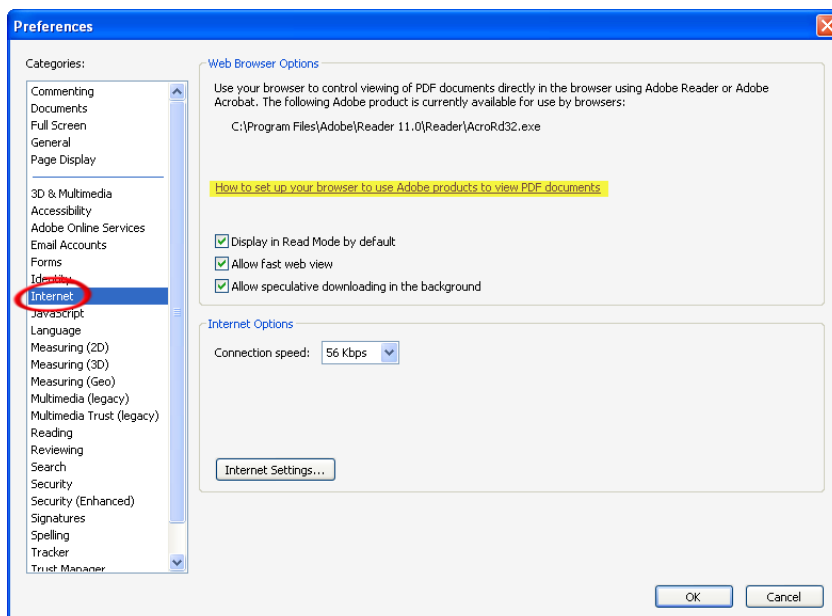 Preferences
Categories:
Commenting
Documents
Full Screen
General
Page Display
3D & Multimedia
Accessibility
Adobe Online Services
Email Accounts
Forms
Identity
Internet
JavaScript
Language
Measuring (2D)
Measuring (3D)
Measuring (Geo)
Multimedia (legacy)
Multimedia Trust (legacy)
Reading
Reviewing
Search
Security
Security (Enhanced)
Signatures
Spelling
Tracker
Trust Manager
Web Browser Options
Use your browser to control viewing of PDF documents directly in the browser using Adobe Reader or Adobe
Acrobat. The following Adobe product is currently available for use by browsers:
C:\Program Files\Adobe\Reader 11.0\Reader\AcroRd32.exe
How to set up your browser to use Adobe products to view PDF documents
Display in Read Mode by default
Allow fast web view
Allow speculative downloading in the background
Internet Options
Connection speed: 56 Kbps
Internet Settings...
OK Cancel